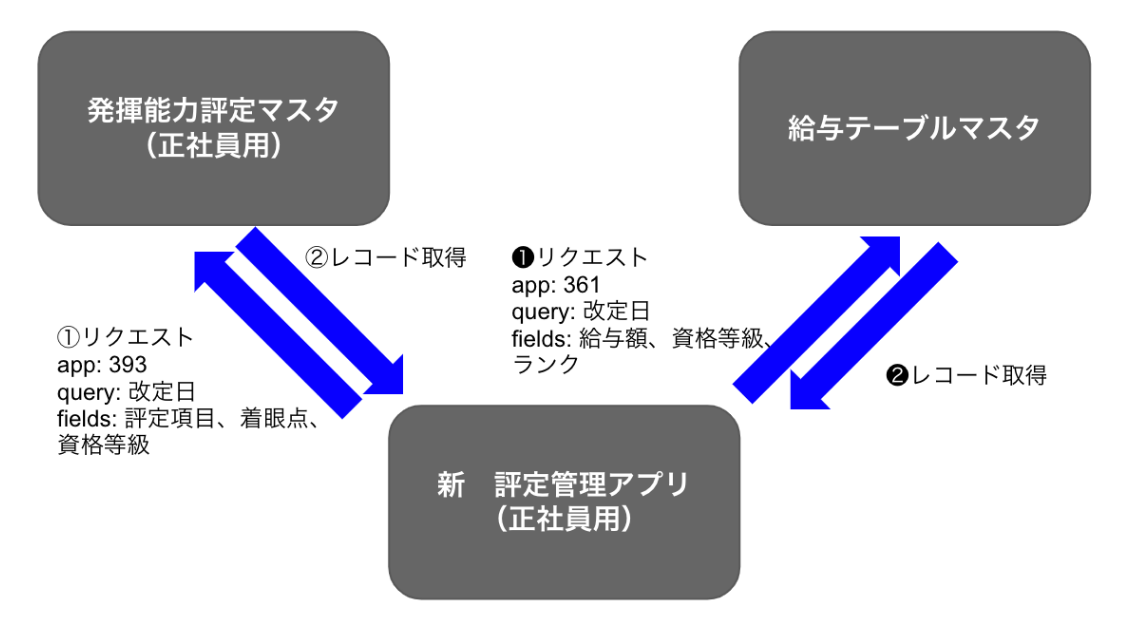 発揮能力評定マスタ
（正社員用）
給与テーブルマスタ
②レコード取得
①リクエスト
app: 393
query: 改定日
fields: 評定項目、着眼点、
資格等級
❶リクエスト
app: 361
query: 改定日
fields: 給与額、資格等級、
ランク
❷レコード取得
新　評定管理アプリ
（正社員用）